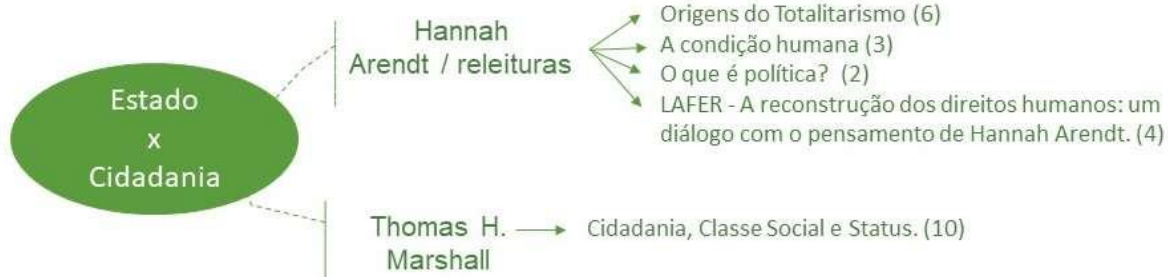 Estado
x
Cidadania
Hannah
Arendt / releituras
Origens do Totalitarismo (6)
A condição humana (3)
O que é política? (2)
LAFER - A reconstrução dos direitos humanos: um
diálogo com o pensamento de Hannah Arendt. (4)
Thomas H.
Marshall
Cidadania, Classe Social e Status. (10)